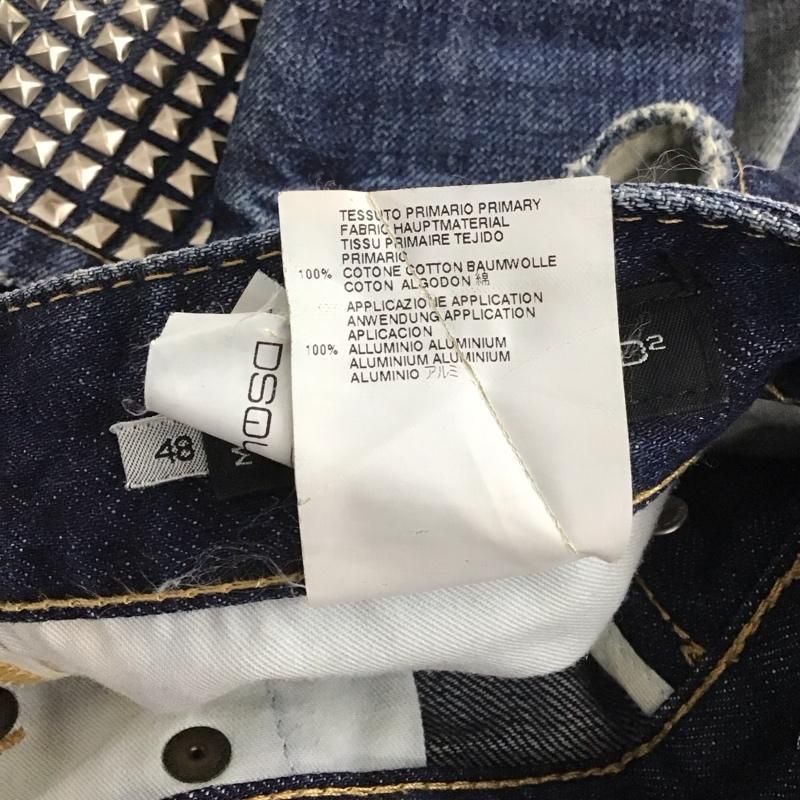 TESSUTO PRIMARIO PRIMARY
FABRIC HAUPTMATERIAL
TISSU PRIMAIRE TEJIDO
PRIMARIO
100% COTONE COTTON BAUMWOLLE
COTON ALGODON 綿
APPLICAZIONE APPLICATION
ANWENDUNG APPLICATION
APLICACION
100% ALLUMINIO ALUMINIUM
ALUMINIUM ALUMINIUM
ALUMINIO アルミ
DSQU
48
M
D²